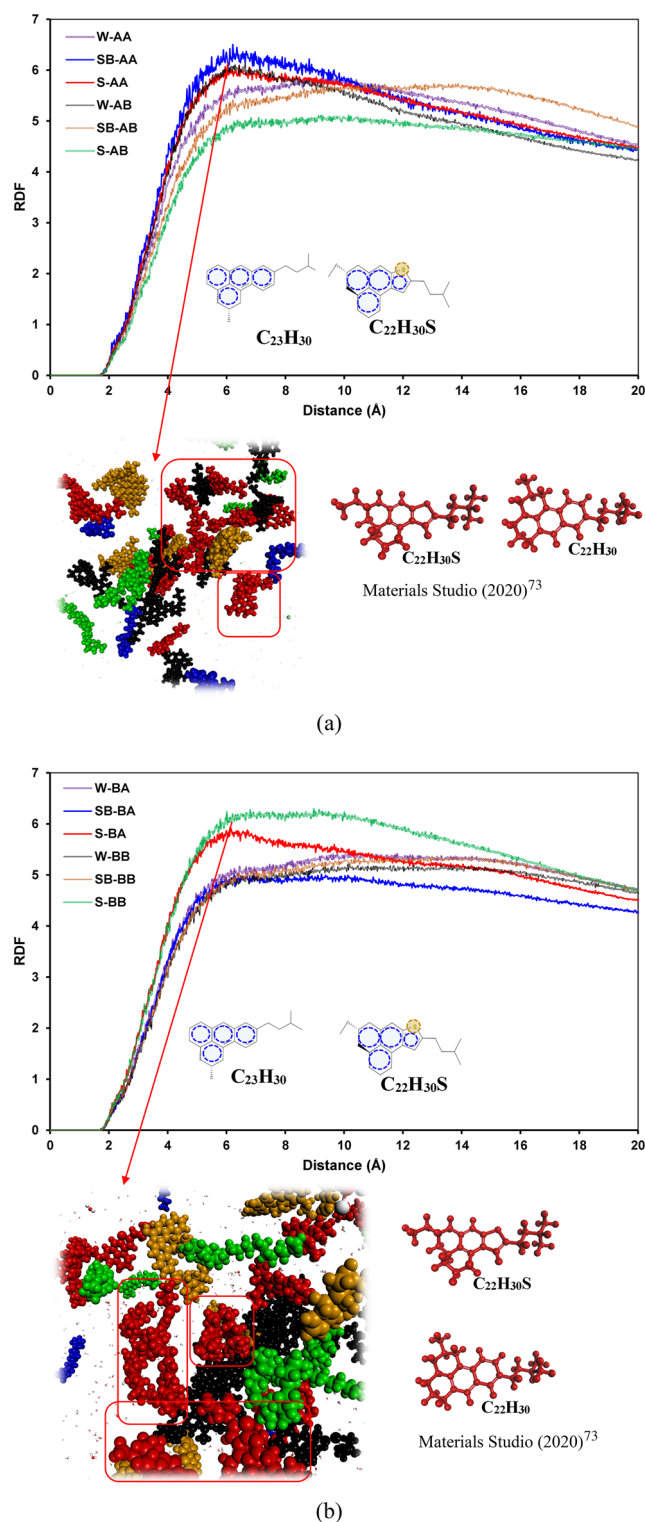 7
6
5
4
3
2
1
0
RDF
W-AA
SB-AA
S-AA
W-AB
SB-AB
S-AB
C23H30
C22H30S
0 2 4 6 8 10 12 14 16 18 20
Distance (Å)
C22H30S
C22H30
Materials Studio (2020)73
(a)
7
6
5
4
3
2
1
0
RDF
W-BA
SB-BA
S-BA
W-BB
SB-BB
S-BB
C23H30
C22H30S
0 2 4 6 8 10 12 14 16 18 20
Distance (Å)
C22H30S
C22H30
Materials Studio (2020)73
(b)